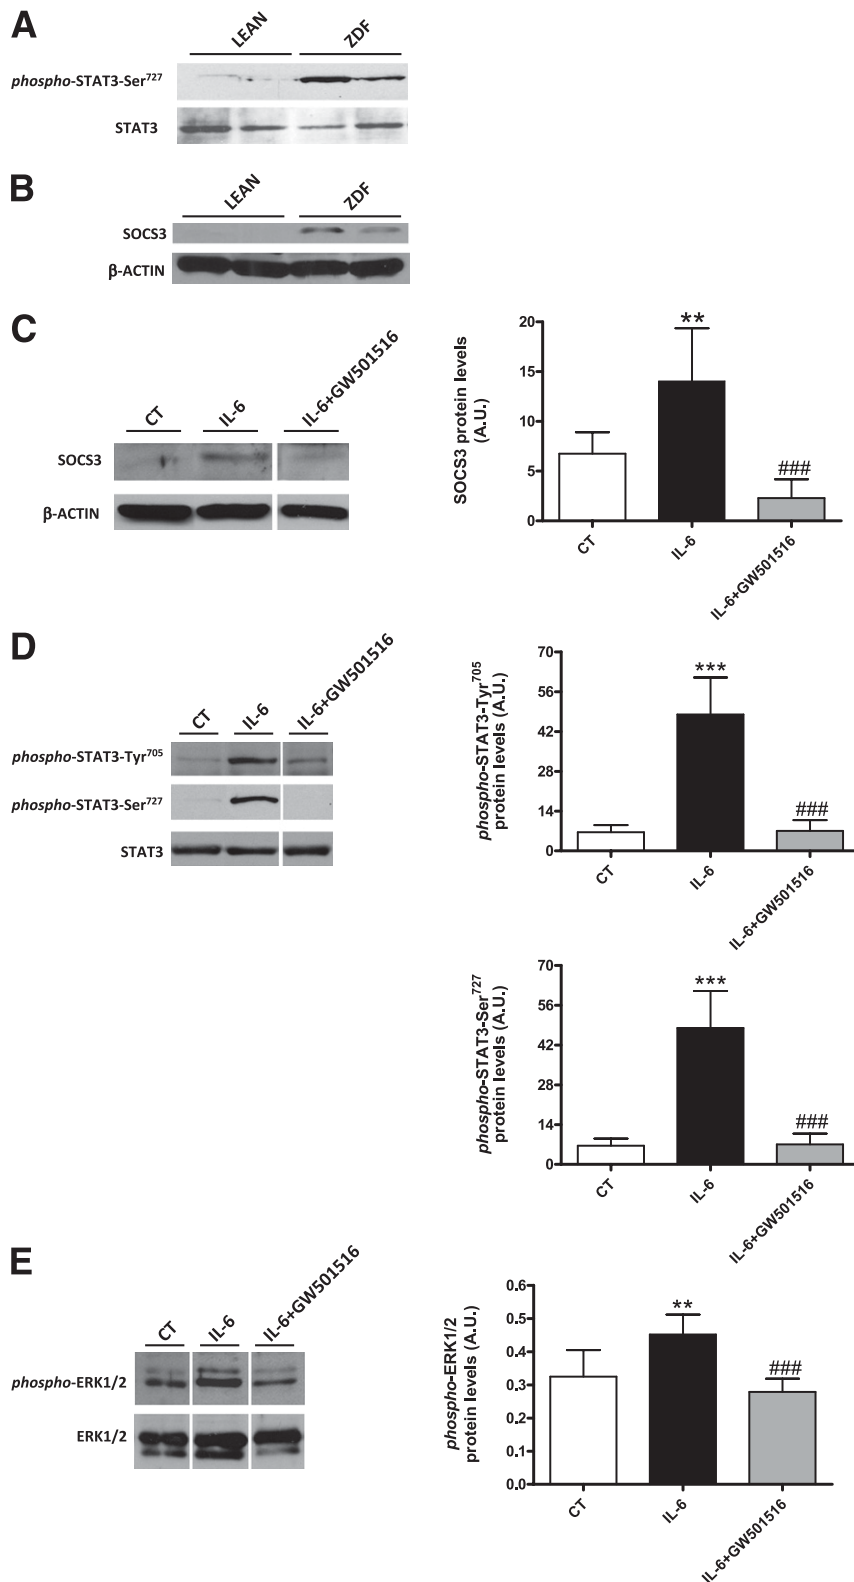 A
LEAN
ZDF
phospho-STAT3-Ser⁷²⁷
STAT3
B
LEAN
ZDF
SOCS3
β-ACTIN
C
CT
IL-6
IL-6+GW501516
SOCS3
β-ACTIN
SOCS3 protein levels
(A.U.)
20
15
10
5
0
**
###
CT
IL-6
IL-6+GW501516
D
CT
IL-6
IL-6+GW501516
phospho-STAT3-Tyr⁷⁰⁵
phospho-STAT3-Ser⁷²⁷
STAT3
phospho-STAT3-Tyr⁷⁰⁵
protein levels (A.U.)
70
56
42
28
14
0
***
###
CT
IL-6
IL-6+GW501516
phospho-STAT3-Ser⁷²⁷
protein levels (A.U.)
70
56
42
28
14
0
***
###
CT
IL-6
IL-6+GW501516
E
CT
IL-6
IL-6+GW501516
phospho-ERK1/2
ERK1/2
phospho-ERK1/2
protein levels (A.U.)
0.6
0.5
0.4
0.3
0.2
0.1
0.0
**
###
CT
IL-6
IL-6+GW501516